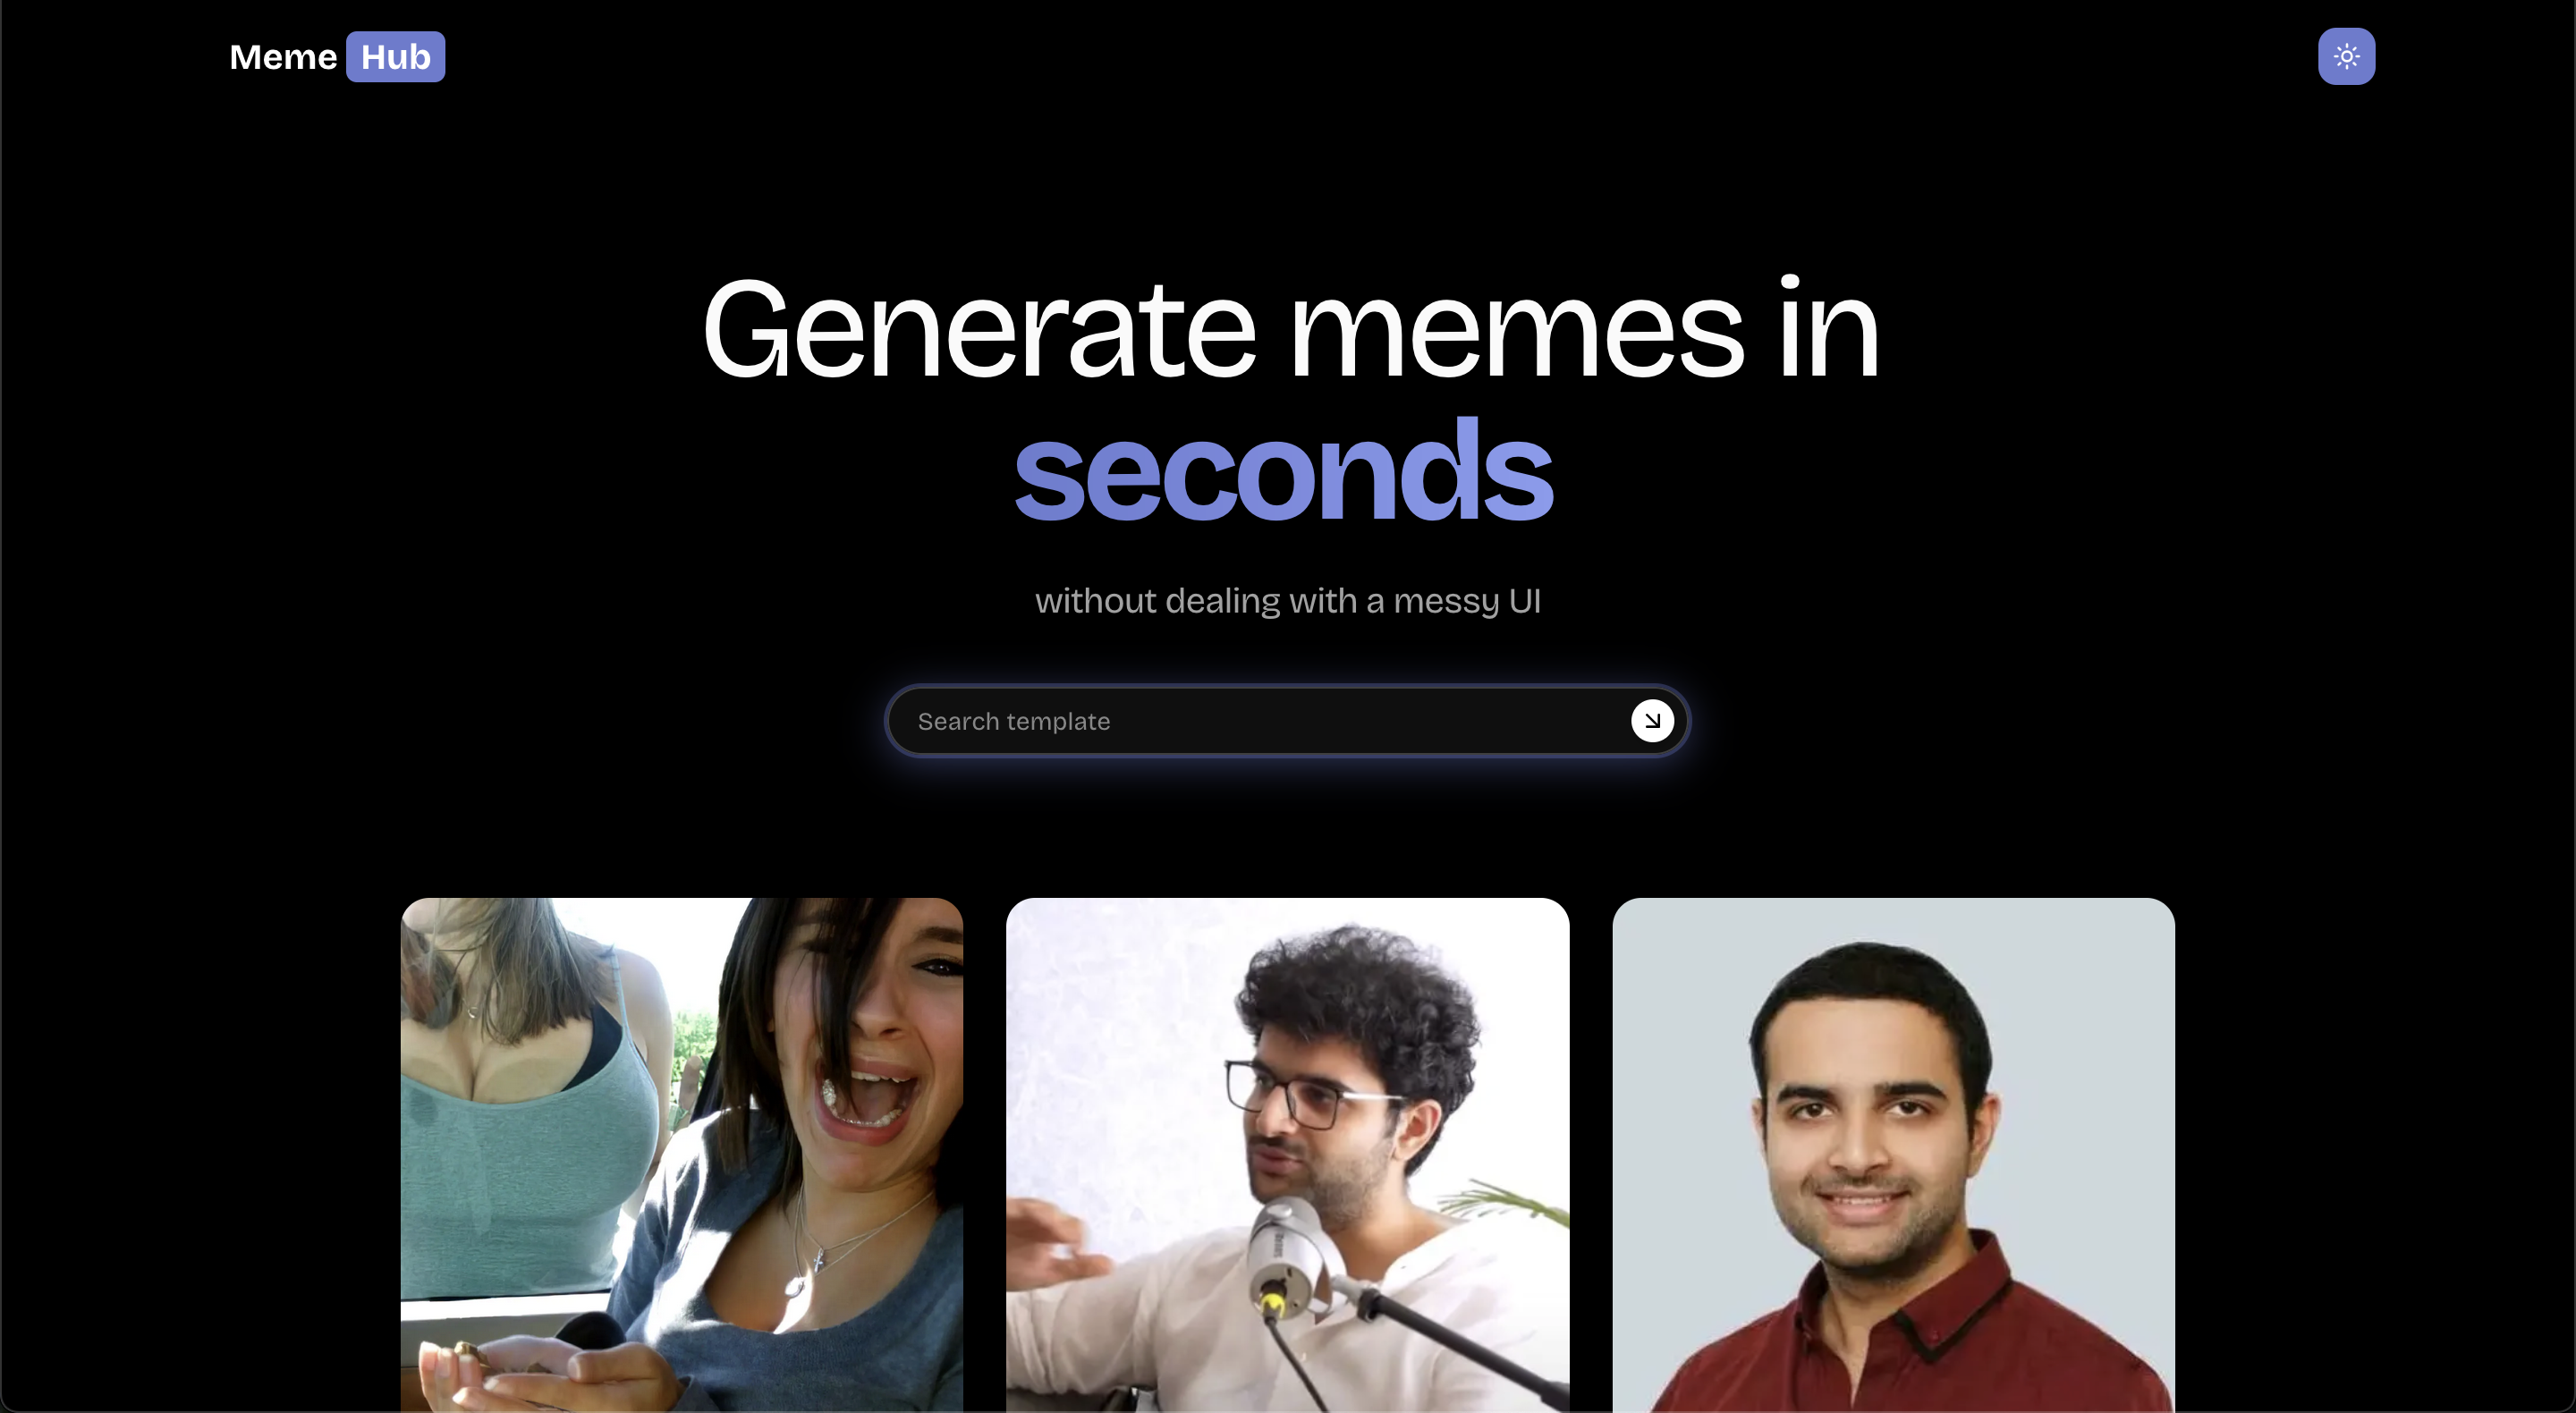 Meme Hub
Generate memes in
seconds
without dealing with a messy UI
Search template